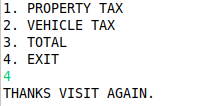 1. PROPERTY TAX
2. VEHICLE TAX
3. TOTAL
4. EXIT
4
THANKS VISIT AGAIN.